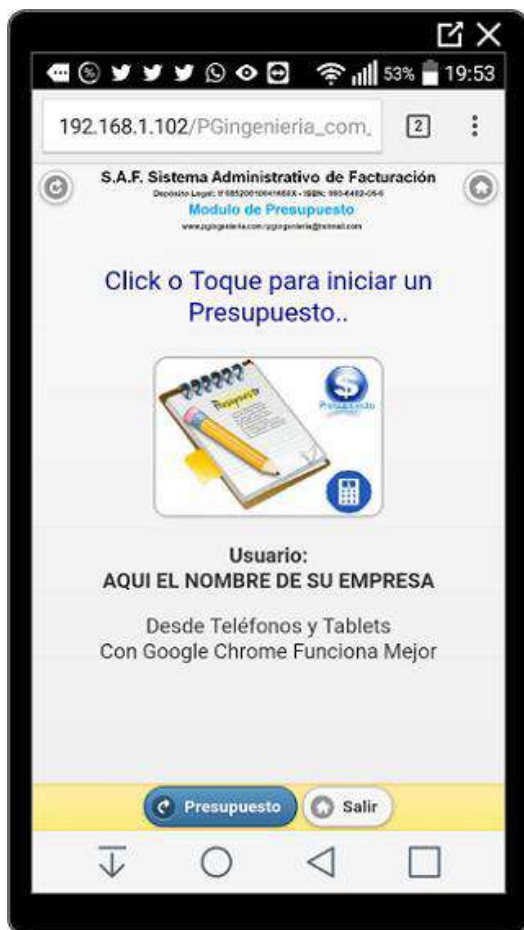 53% 19:53
192.168.1.102/PGingenieria_com_
2
S.A.F. Sistema Administrativo de Facturación
Modulo de Presupuesto
Click o Toque para iniciar un
Presupuesto..
Presupuesto
Presupuesto
Usuario:
AQUI EL NOMBRE DE SU EMPRESA
Desde Teléfonos y Tablets
Con Google Chrome Funciona Mejor
Presupuesto
Salir